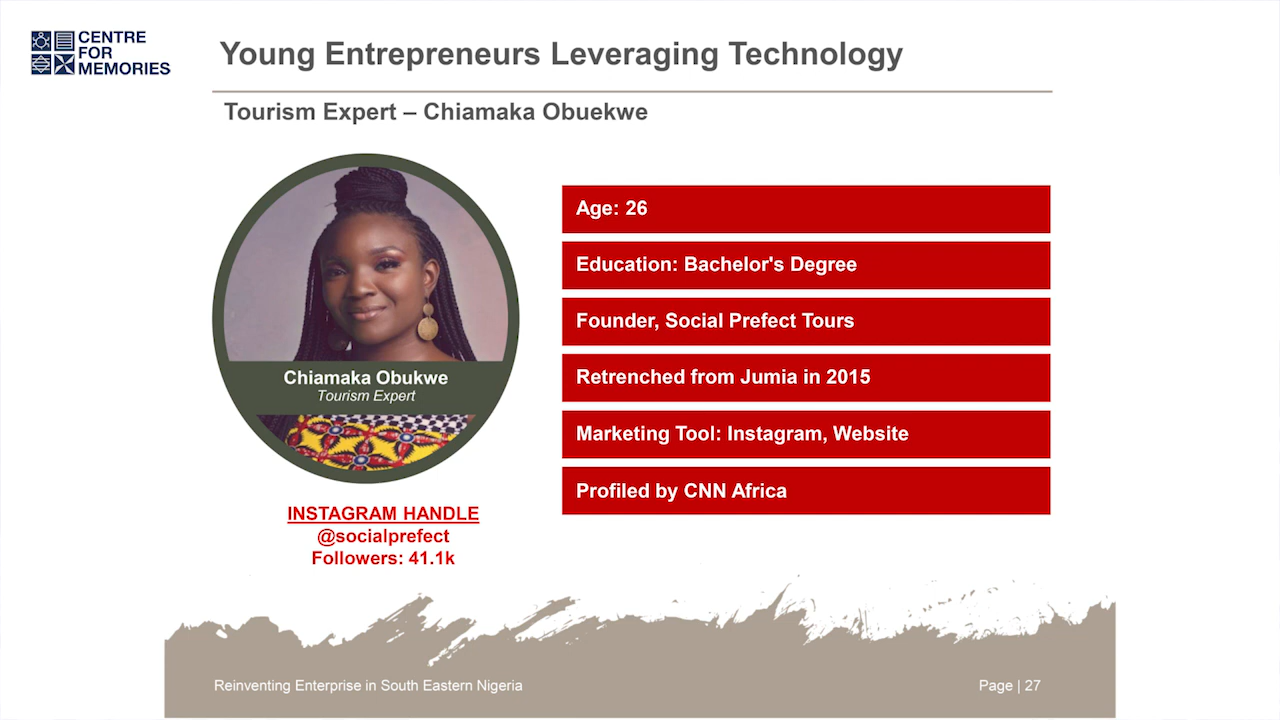 CENTRE
FOR
MEMORIES
Young Entrepreneurs Leveraging Technology
Tourism Expert – Chiamaka Obuekwe
Chiamaka Obukwe
Tourism Expert
INSTAGRAM HANDLE
@socialprefect
Followers: 41.1k
Age: 26
Education: Bachelor's Degree
Founder, Social Prefect Tours
Retrenched from Jumia in 2015
Marketing Tool: Instagram, Website
Profiled by CNN Africa
Reinventing Enterprise in South Eastern Nigeria
Page | 27